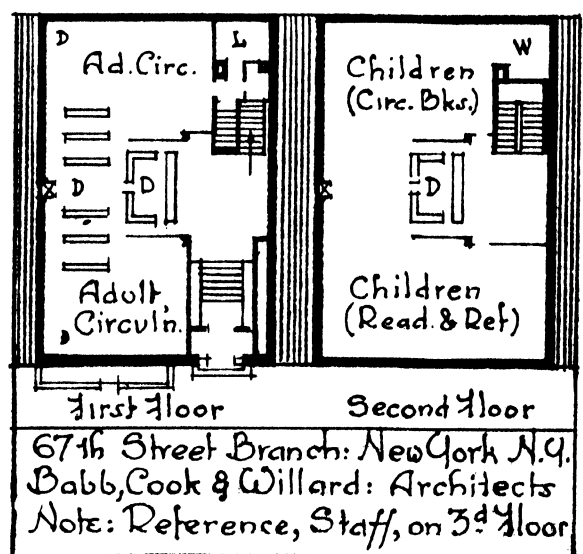 D
Ad. Circ.
L
D
D
Adult
Circul'n.
D
First Floor
W
Children
(Circ. Bks.)
D
Children
(Read. & Ref)
Second Floor
67th Street Branch: New York N.Y.
Babb, Cook & Willard: Architects
Note: Reference, Staff, on 3d Floor